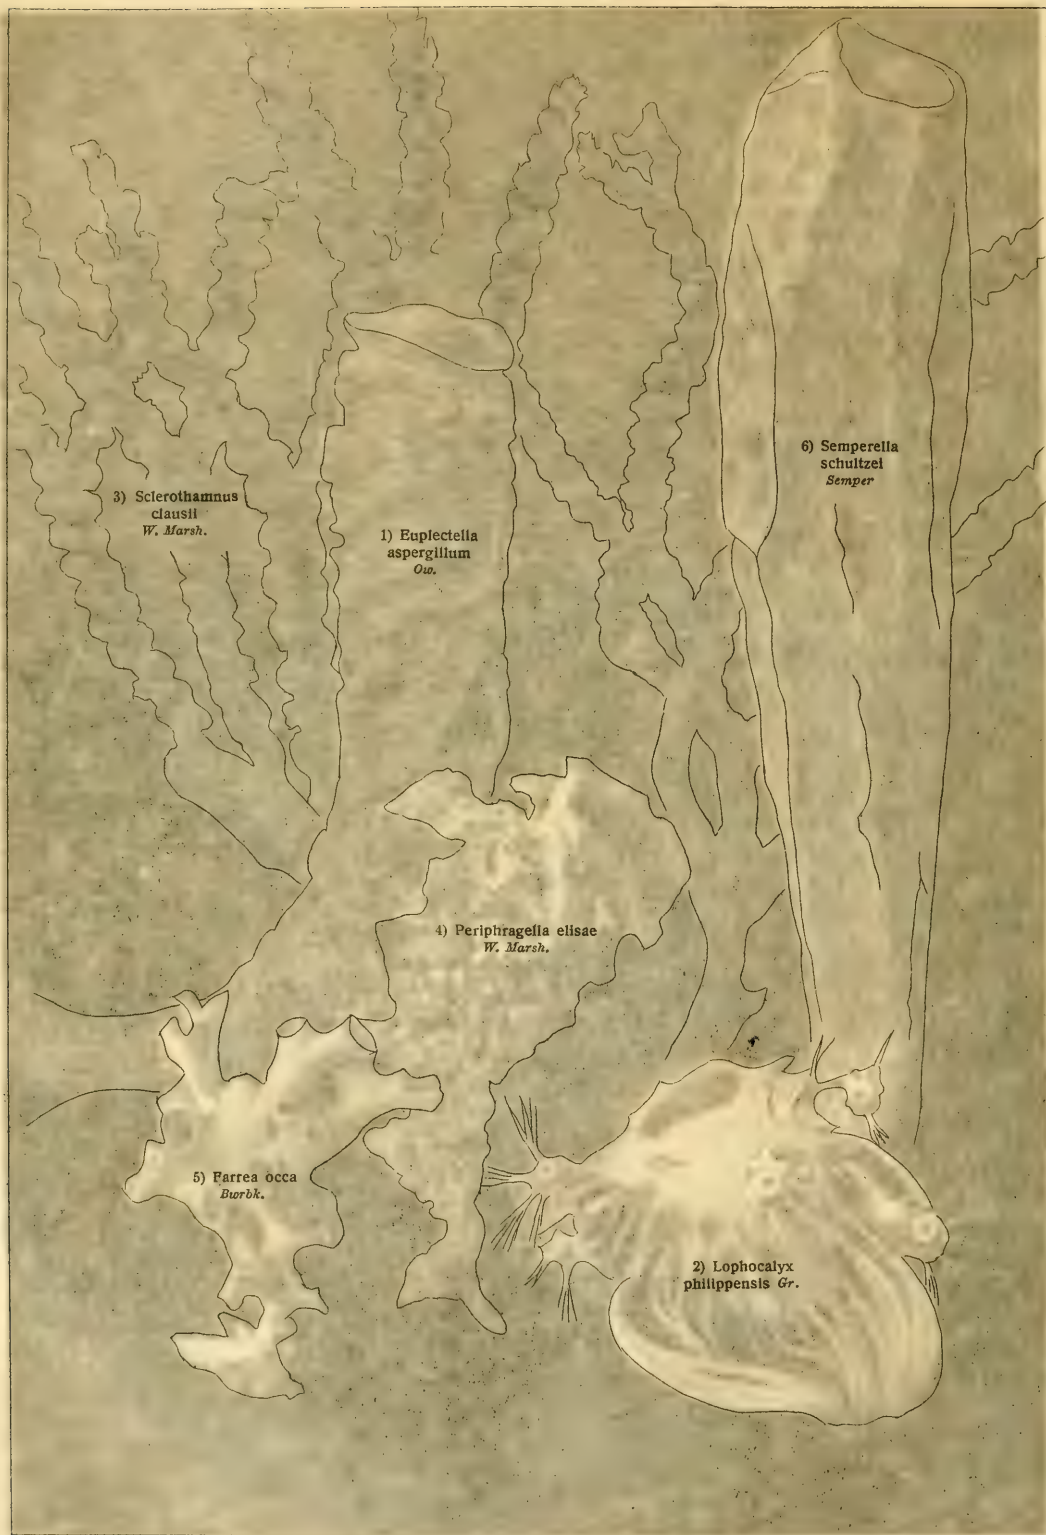 6) Semperella
schultzei
Semper
3) Sclerothamnus
clausii
W. Marsh.
1) Euplectella
aspergillum
Ow.
4) Periphragella elisae
W. Marsh.
5) Farrea occa
Bwrbk.
2) Lophocalyx
philippensis Gr.